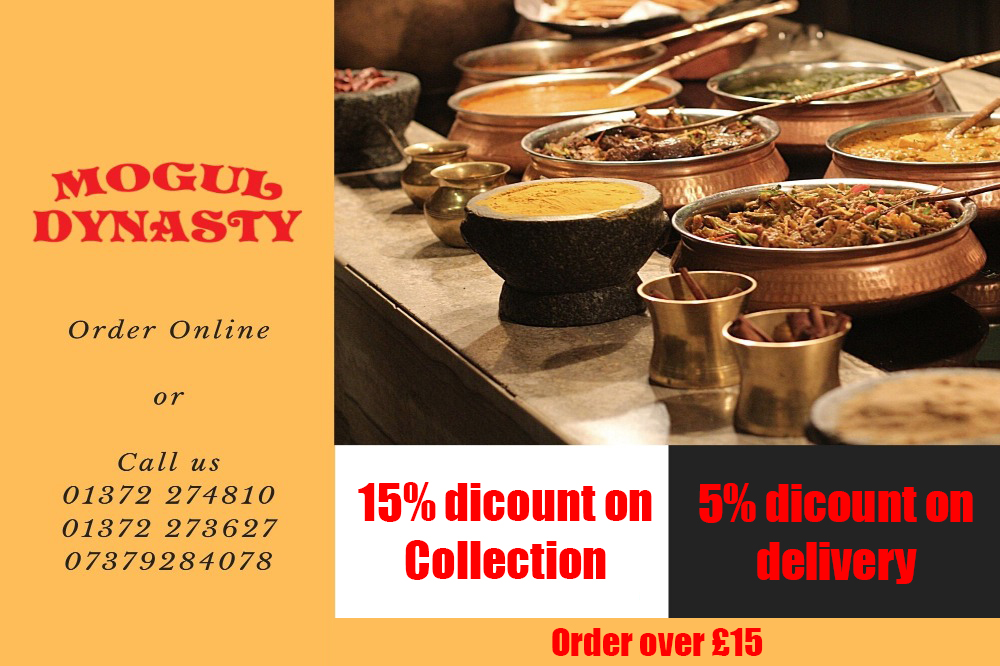 MOGUL
DYNASTY
Order Online
or
Call us
01372 274810
01372 273627
07379284078
15% dicount on
Collection
5% dicount on
delivery
Order over £15